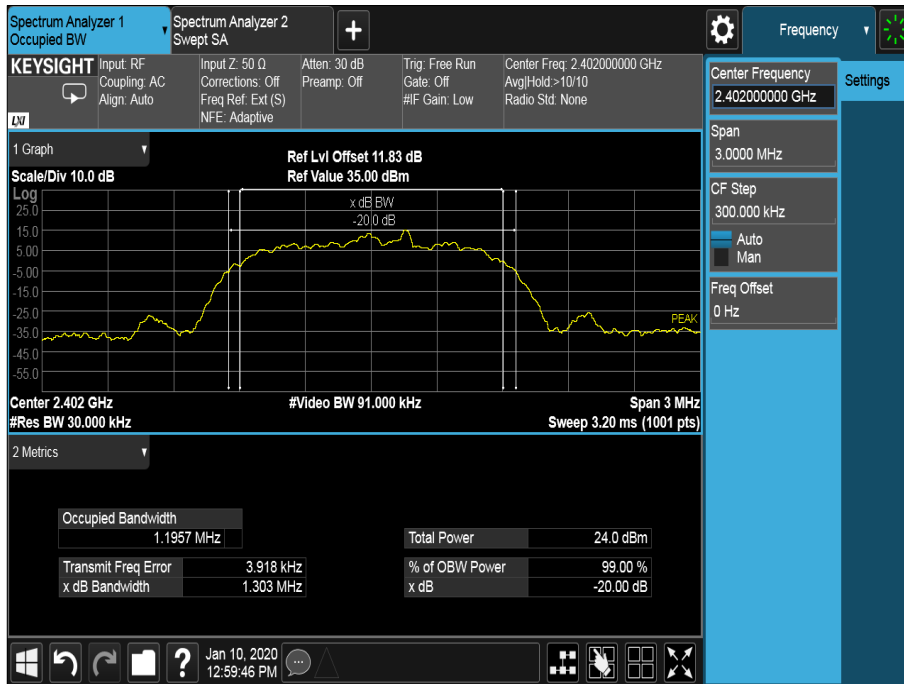 Spectrum Analyzer 1
Occupied BW
Spectrum Analyzer 2
Swept SA
Frequency
KEYSIGHT
LXI
Input: RF
Coupling: AC
Align: Auto
Input Z: 50 Ω
Corrections: Off
Freq Ref: Ext (S)
NFE: Adaptive
Atten: 30 dB
Preamp: Off
Trig: Free Run
Gate: Off
#IF Gain: Low
Center Freq: 2.402000000 GHz
Avg|Hold:>10/10
Radio Std: None
Center Frequency
2.402000000 GHz
Settings
Span
3.0000 MHz
CF Step
300.000 kHz
Auto
Man
Freq Offset
0 Hz
1 Graph
Ref Lvl Offset 11.83 dB
Scale/Div 10.0 dB
Ref Value 35.00 dBm
Log
x dB BW
-20.0 dB
25.0
15.0
5.00
-5.00
-15.0
-25.0
-35.0
-45.0
-55.0
PEAK
Center 2.402 GHz
#Video BW 91.000 kHz
Span 3 MHz
#Res BW 30.000 kHz
Sweep 3.20 ms (1001 pts)
2 Metrics
Occupied Bandwidth
1.1957 MHz
Total Power 24.0 dBm
Transmit Freq Error 3.918 kHz
% of OBW Power 99.00 %
x dB Bandwidth 1.303 MHz
x dB -20.00 dB
?
Jan 10, 2020
12:59:46 PM